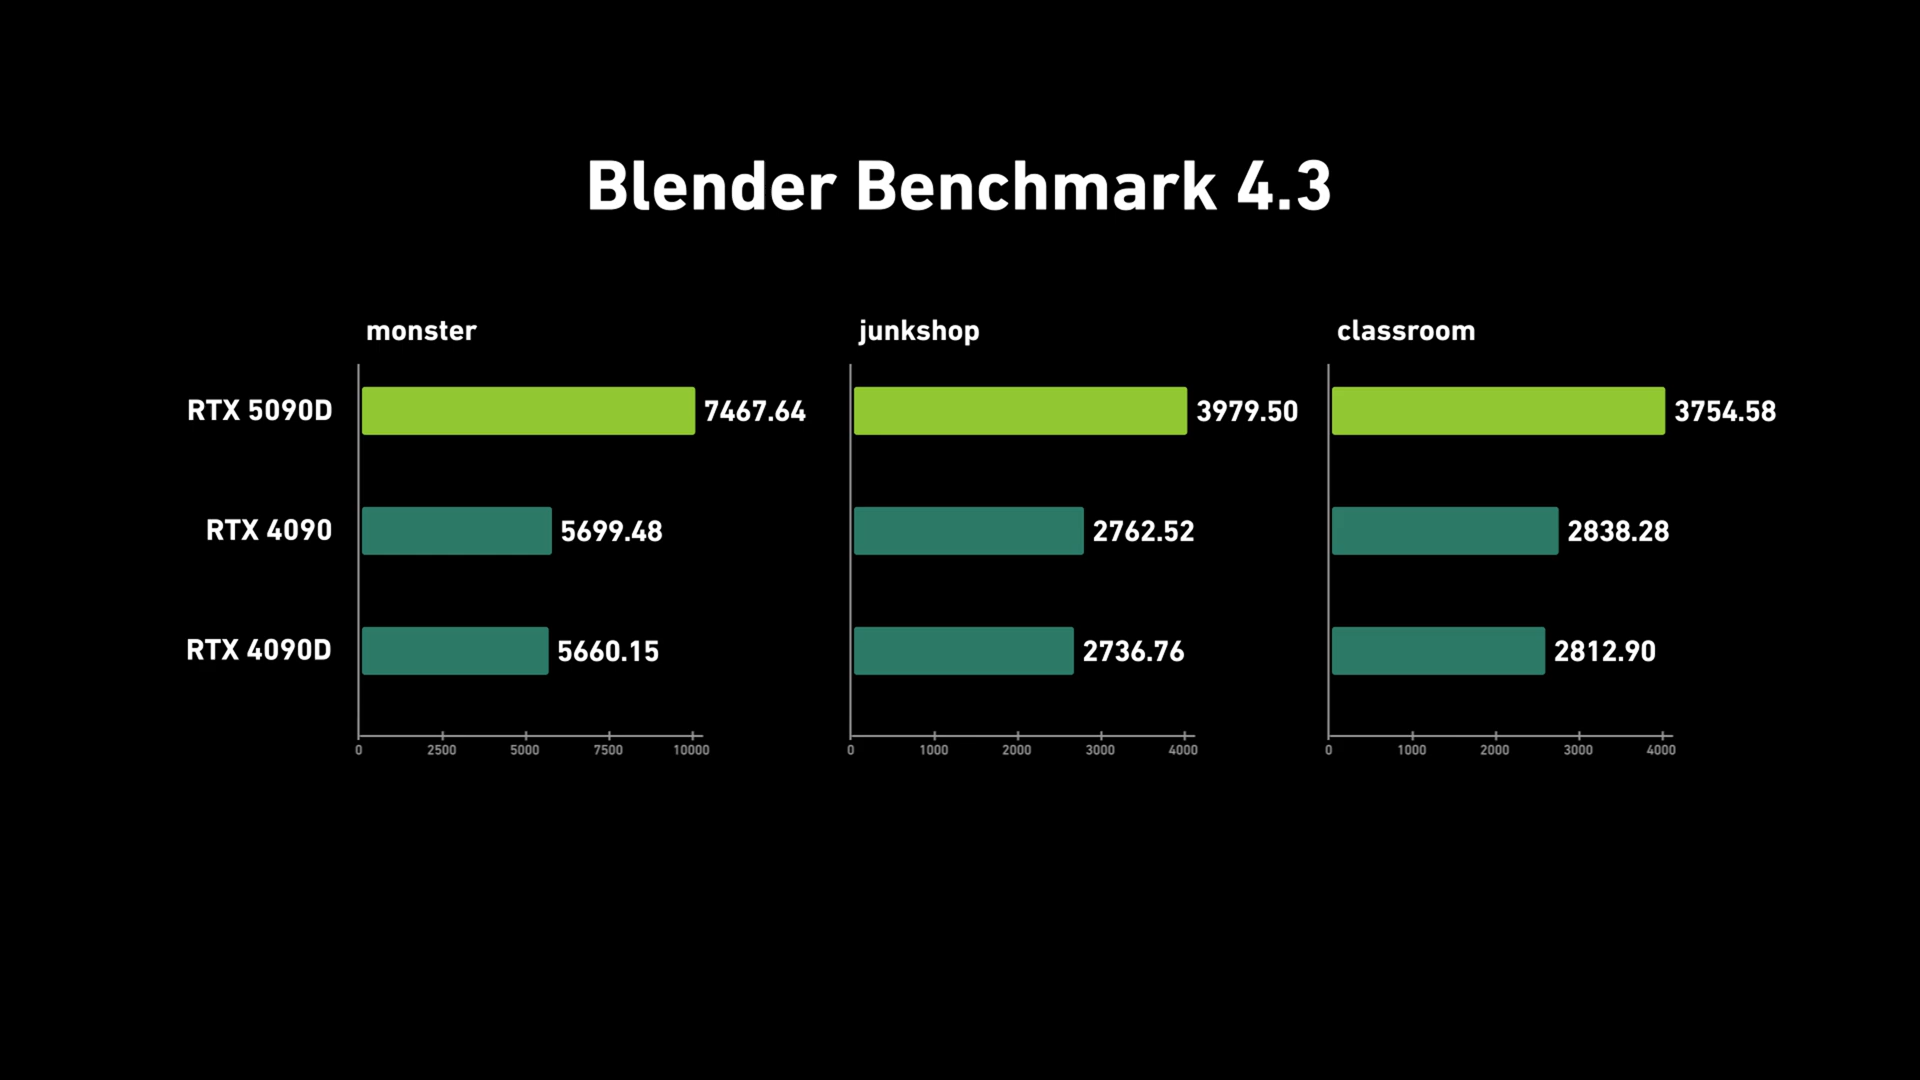 Blender Benchmark 4.3
monster
junkshop
classroom
RTX 5090D
7467.64
3979.50
3754.58
RTX 4090
5699.48
2762.52
2838.28
RTX 4090D
5660.15
2736.76
2812.90
0 2500 5000 7500 10000
0 1000 2000 3000 4000
0 1000 2000 3000 4000